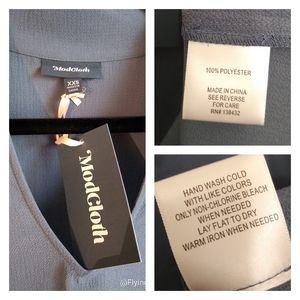 ModCloth
XXS
ModCloth
@Flyin
100% POLYESTER
MADE IN CHINA
SEE REVERSE
FOR CARE
RN# 138432
HAND WASH COLD
WITH LIKE COLORS
ONLY NON-CHLORINE BLEACH
WHEN NEEDED
LAY FLAT TO DRY
WARM IRON WHEN NEEDED